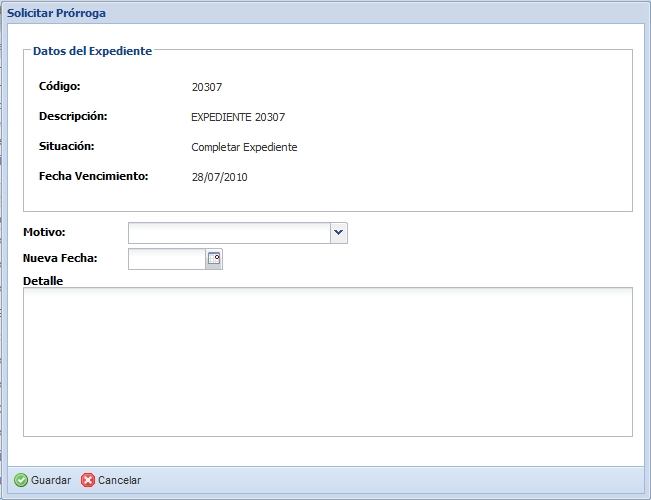 Solicitar Prórroga
Datos del Expediente
Código: 20307
Descripción: EXPEDIENTE 20307
Situación: Completar Expediente
Fecha Vencimiento: 28/07/2010
Motivo:
Nueva Fecha:
Detalle
Guardar Cancelar